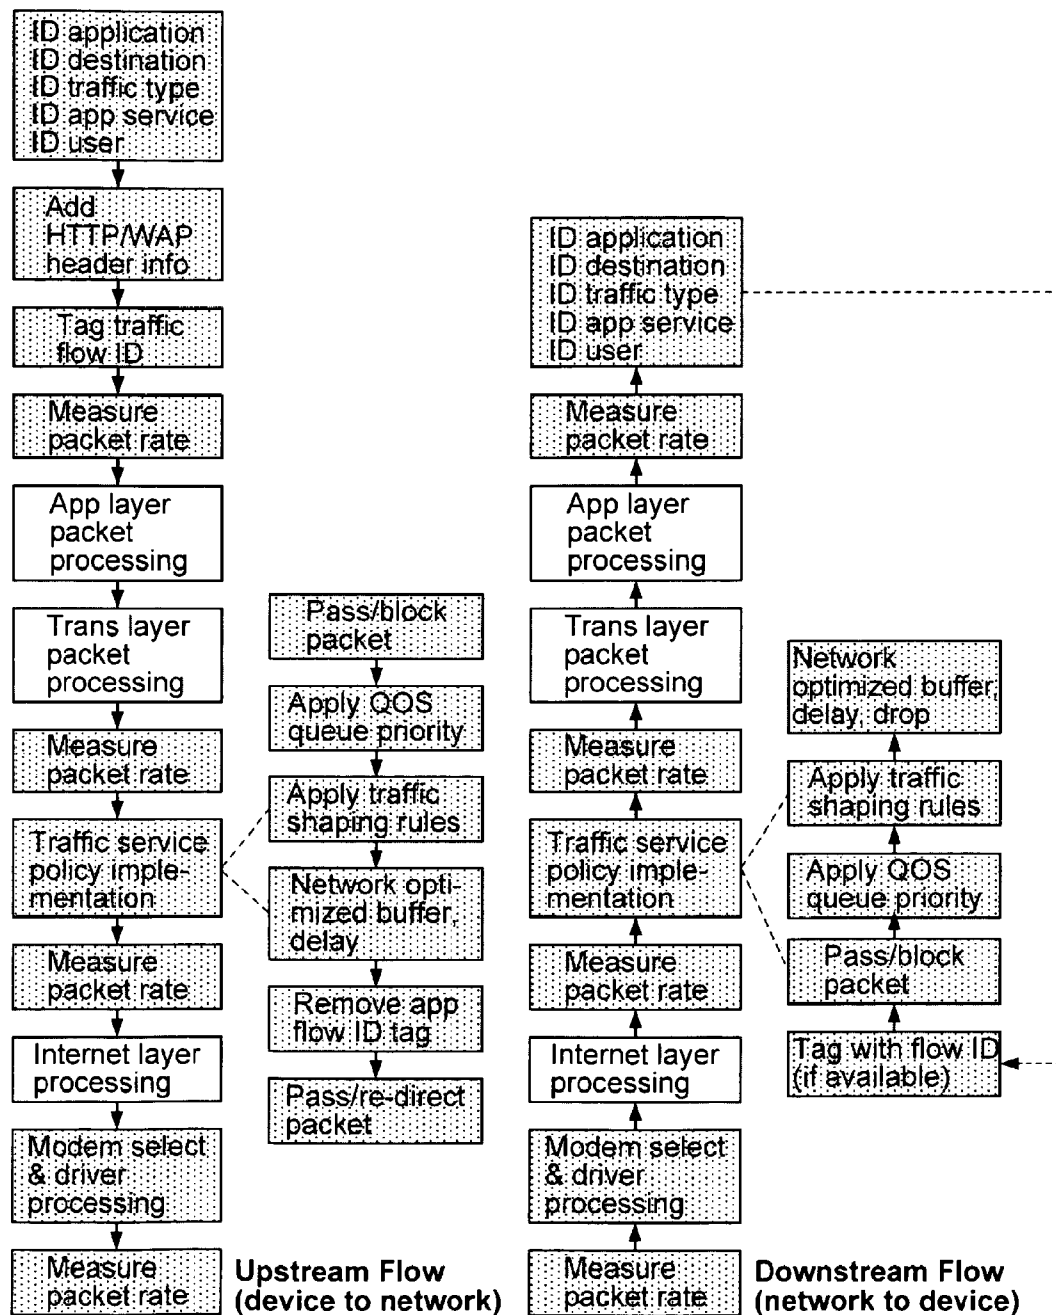 ID application
ID destination
ID traffic type
ID app service
ID user
Add
HTTP/WAP
header info
Tag traffic
flow ID
Measure
packet rate
App layer
packet
processing
Trans layer
packet
processing
Measure
packet rate
Traffic service
policy imple-
mentation
Measure
packet rate
Internet layer
processing
Modem select
& driver
processing
Measure
packet rate
Pass/block
packet
Apply QOS
queue priority
Apply traffic
shaping rules
Network opti-
mized buffer,
delay
Remove app
flow ID tag
Pass/re-direct
packet
Upstream Flow
(device to network)
ID application
ID destination
ID traffic type
ID app service
ID user
Measure
packet rate
App layer
packet
processing
Trans layer
packet
processing
Measure
packet rate
Traffic service
policy imple-
mentation
Measure
packet rate
Internet layer
processing
Modem select
& driver
processing
Measure
packet rate
Network
optimized buffer,
delay, drop
Apply traffic
shaping rules
Apply QOS
queue priority
Pass/block
packet
Tag with flow ID
(if available)
Downstream Flow
(network to device)